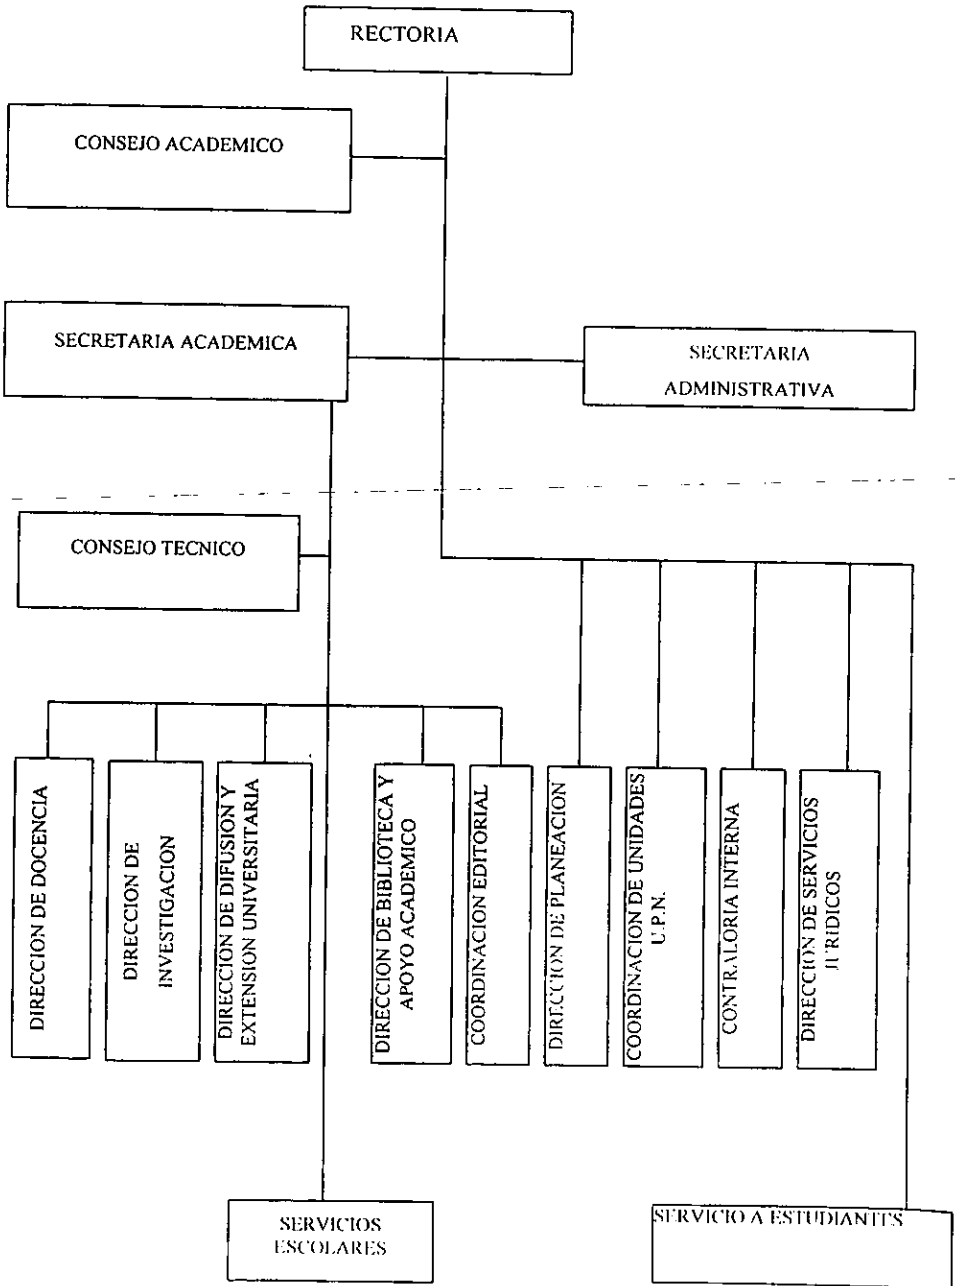 RECTORIA
CONSEJO ACADEMICO
SECRETARIA ACADEMICA
SECRETARIA
ADMINISTRATIVA
CONSEJO TECNICO
DIRECCION DE DOCENCIA
DIRECCION DE
INVESTIGACION
DIRECCION DE DIFUSION Y
EXTENSION UNIVERSITARIA
DIRECCION DE BIBLIOTECA Y
APOYO ACADEMICO
COORDINACION EDITORIAL
DIRECCION DE PLANEACION
COORDINACION DE UNIDADES
U.P.N.
CONTRALORIA INTERNA
DIRECCION DE SERVICIOS
JURIDICOS
SERVICIOS
ESCOLARES
SERVICIO A ESTUDIANTES